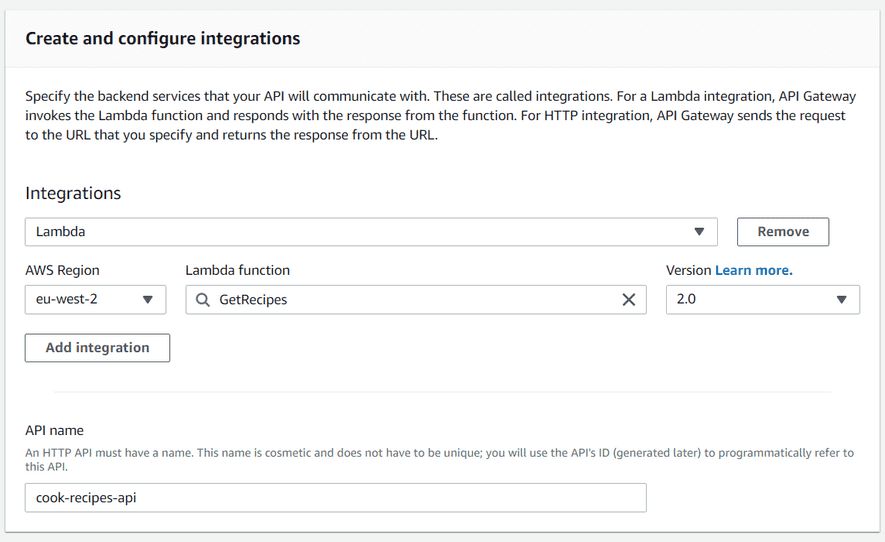 Create and configure integrations
Specify the backend services that your API will communicate with. These are called integrations. For a Lambda integration, API Gateway
invokes the Lambda function and responds with the response from the function. For HTTP integration, API Gateway sends the request
to the URL that you specify and returns the response from the URL.
Integrations
Lambda
Remove
AWS Region
Lambda function
Version Learn more.
eu-west-2
GetRecipes
2.0
Add integration
API name
An HTTP API must have a name. This name is cosmetic and does not have to be unique; you will use the API's ID (generated later) to programmatically refer to
this API.
cook-recipes-api